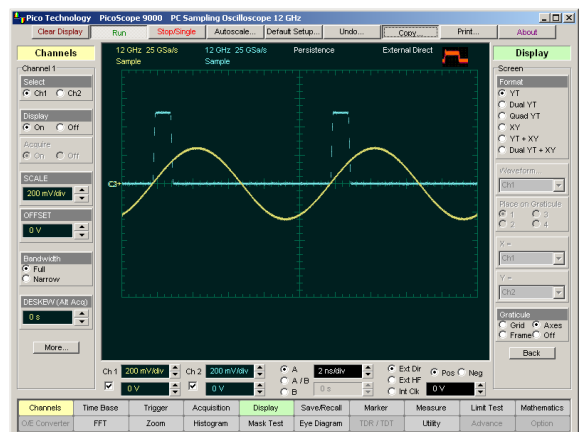 Pico Technology PicoScope 9000 PC Sampling Oscilloscope 12 GHz
Clear Display Run Stop/Single Autoscale... Default Setup... Undo... Copy... Print... About
Channels
Channel 1
Select
Ch1 Ch2
Display
On Off
Acquire
On Off
SCALE
200 mV/div
OFFSET
0 V
Bandwidth
Full
Narrow
DESKEW (Alt Acq)
0 s
More...
12 GHz 25 GSa/s 12 GHz 25 GSa/s Persistence External Direct
Sample Sample
C2
Display
Screen
Format
YT
Dual YT
Quad YT
XY
YT + XY
Dual YT + XY
Waveform...
Ch1
Place on Graticule
1 3
2 4
X =
Ch1
Y =
Ch2
Graticule
Grid Axes
Frame Off
Back
Ch 1 200 mV/div Ch 2 200 mV/div A 2 ns/div Ext Dir Pos Neg
A / B Ext HF
0 V 0 V B 0 s Int Clk 0 V
Channels Time Base Trigger Acquisition Display Save/Recall Marker Measure Limit Test Mathematics
O/E Converter FFT Zoom Histogram Mask Test Eye Diagram TDR / TDT Utility Advance Option